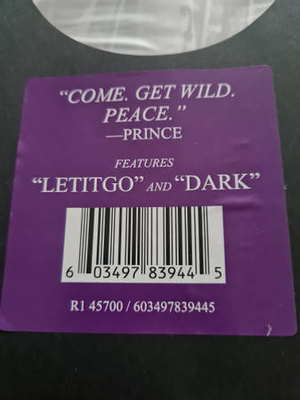 “COME. GET WILD.
PEACE.”
—PRINCE
FEATURES
“LETITGO” AND “DARK”
6 03497 83944 5
R1 45700 / 603497839445